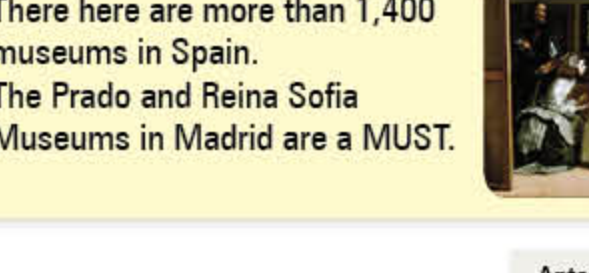 There here are more than 1,400
museums in Spain.
The Prado and Reina Sofia
Museums in Madrid are a MUST.